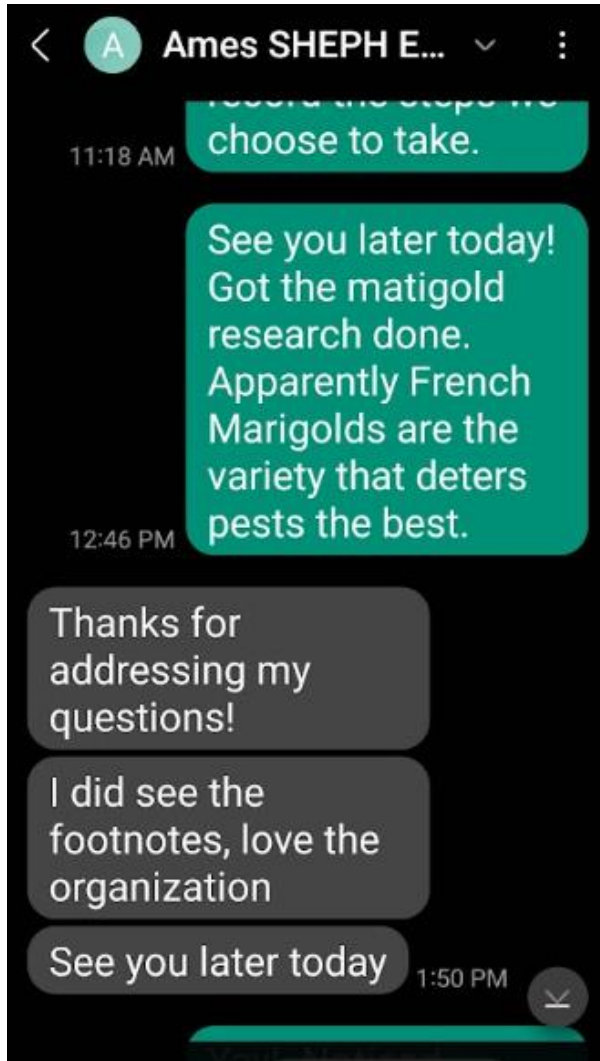 A Ames SHEPH E...
choose to take.
11:18 AM
See you later today!
Got the matigold
research done.
Apparently French
Marigolds are the
variety that deters
pests the best.
12:46 PM
Thanks for
addressing my
questions!
I did see the
footnotes, love the
organization
See you later today
1:50 PM